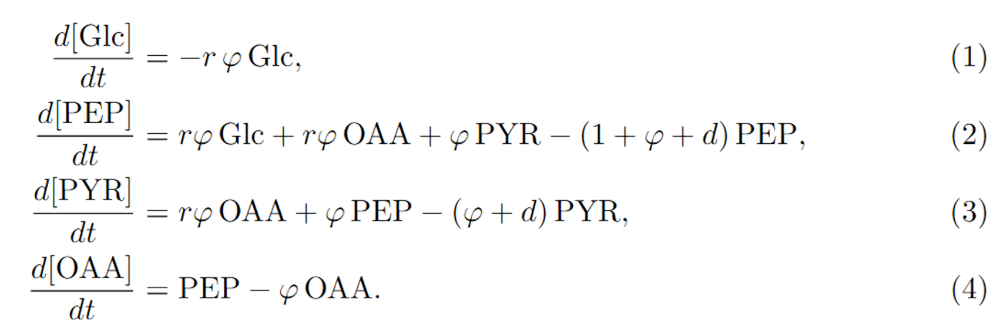 d[Glc]/dt = −r φ Glc, (1)
d[PEP]/dt = rφ Glc + rφ OAA + φ PYR − (1 + φ + d) PEP, (2)
d[PYR]/dt = rφ OAA + φ PEP − (φ + d) PYR, (3)
d[OAA]/dt = PEP − φ OAA. (4)